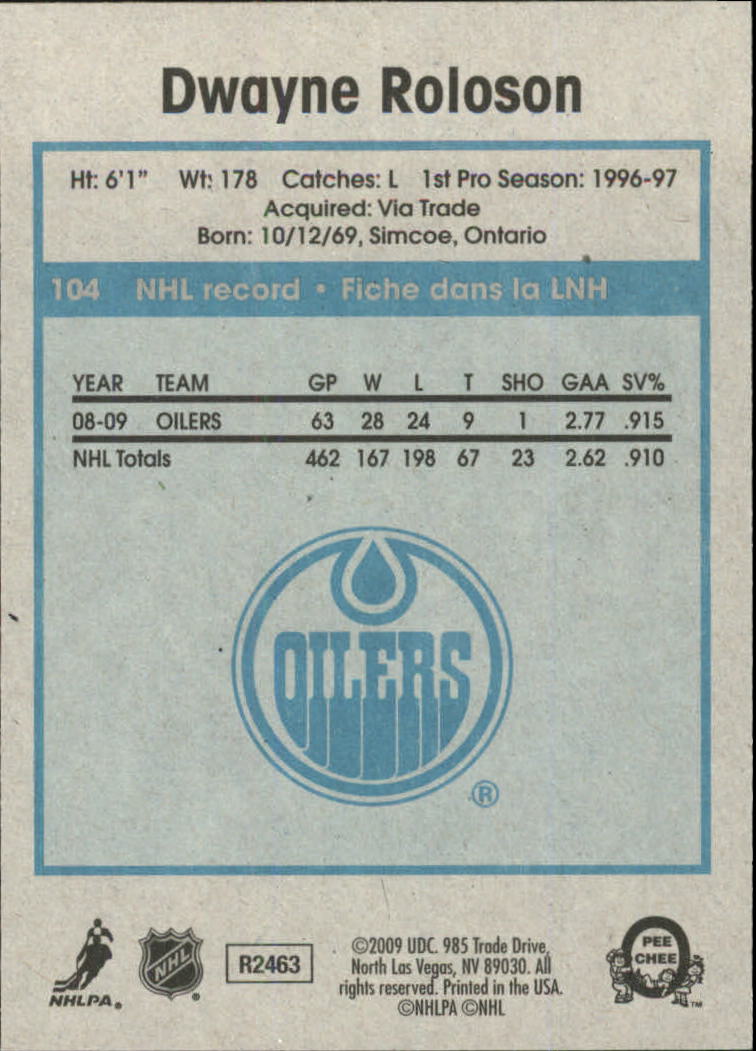 Dwayne Roloson
Ht: 6'1" Wt: 178 Catches: L 1st Pro Season: 1996-97
Acquired: Via Trade
Born: 10/12/69, Simcoe, Ontario
104 NHL record • Fiche dans la LNH
YEAR TEAM GP W L T SHO GAA SV%
08-09 OILERS 63 28 24 9 1 2.77 .915
NHL Totals 462 167 198 67 23 2.62 .910
OILERS
®
NHLPA®
NHL®
R2463
©2009 UDC. 985 Trade Drive,
North Las Vegas, NV 89030. All
rights reserved. Printed in the USA.
©NHLPA ©NHL
O
PEE
CHEE
™